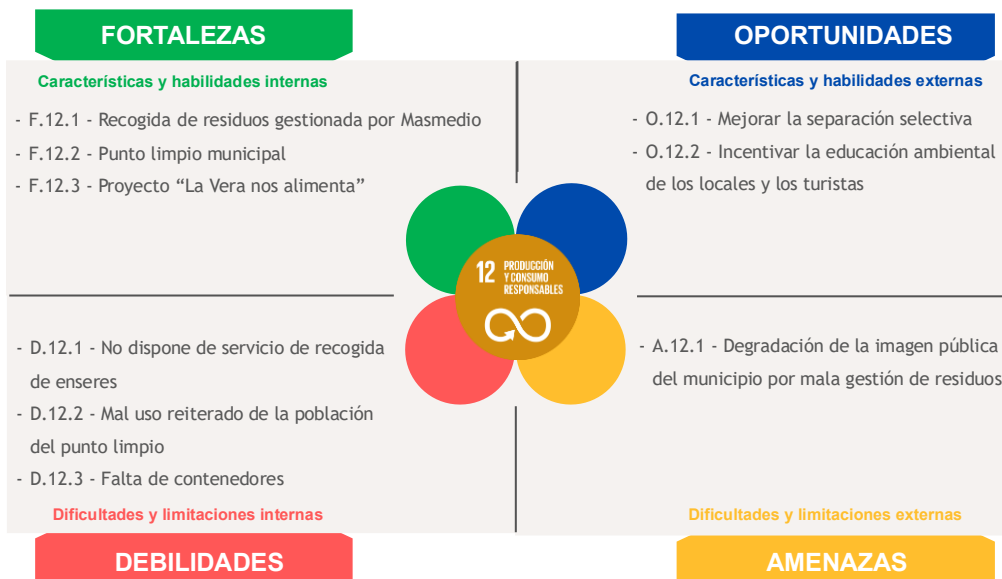 FORTALEZAS
Características y habilidades internas
- F.12.1 - Recogida de residuos gestionada por Masmedio
- F.12.2 - Punto limpio municipal
- F.12.3 - Proyecto “La Vera nos alimenta”
OPORTUNIDADES
Características y habilidades externas
- O.12.1 - Mejorar la separación selectiva
- O.12.2 - Incentivar la educación ambiental
de los locales y los turistas
12 PRODUCCIÓN
Y CONSUMO
RESPONSABLES
- D.12.1 - No dispone de servicio de recogida
de enseres
- D.12.2 - Mal uso reiterado de la población
del punto limpio
- D.12.3 - Falta de contenedores
Dificultades y limitaciones internas
DEBILIDADES
- A.12.1 - Degradación de la imagen pública
del municipio por mala gestión de residuos
Dificultades y limitaciones externas
AMENAZAS